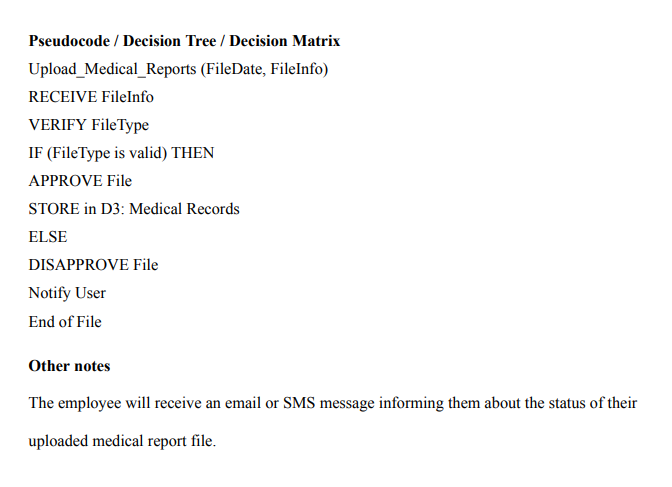 Pseudocode / Decision Tree / Decision Matrix
Upload_Medical_Reports (FileDate, FileInfo)
RECEIVE FileInfo
VERIFY FileType
IF (FileType is valid) THEN
APPROVE File
STORE in D3: Medical Records
ELSE
DISAPPROVE File
Notify User
End of File
Other notes
The employee will receive an email or SMS message informing them about the status of their
uploaded medical report file.